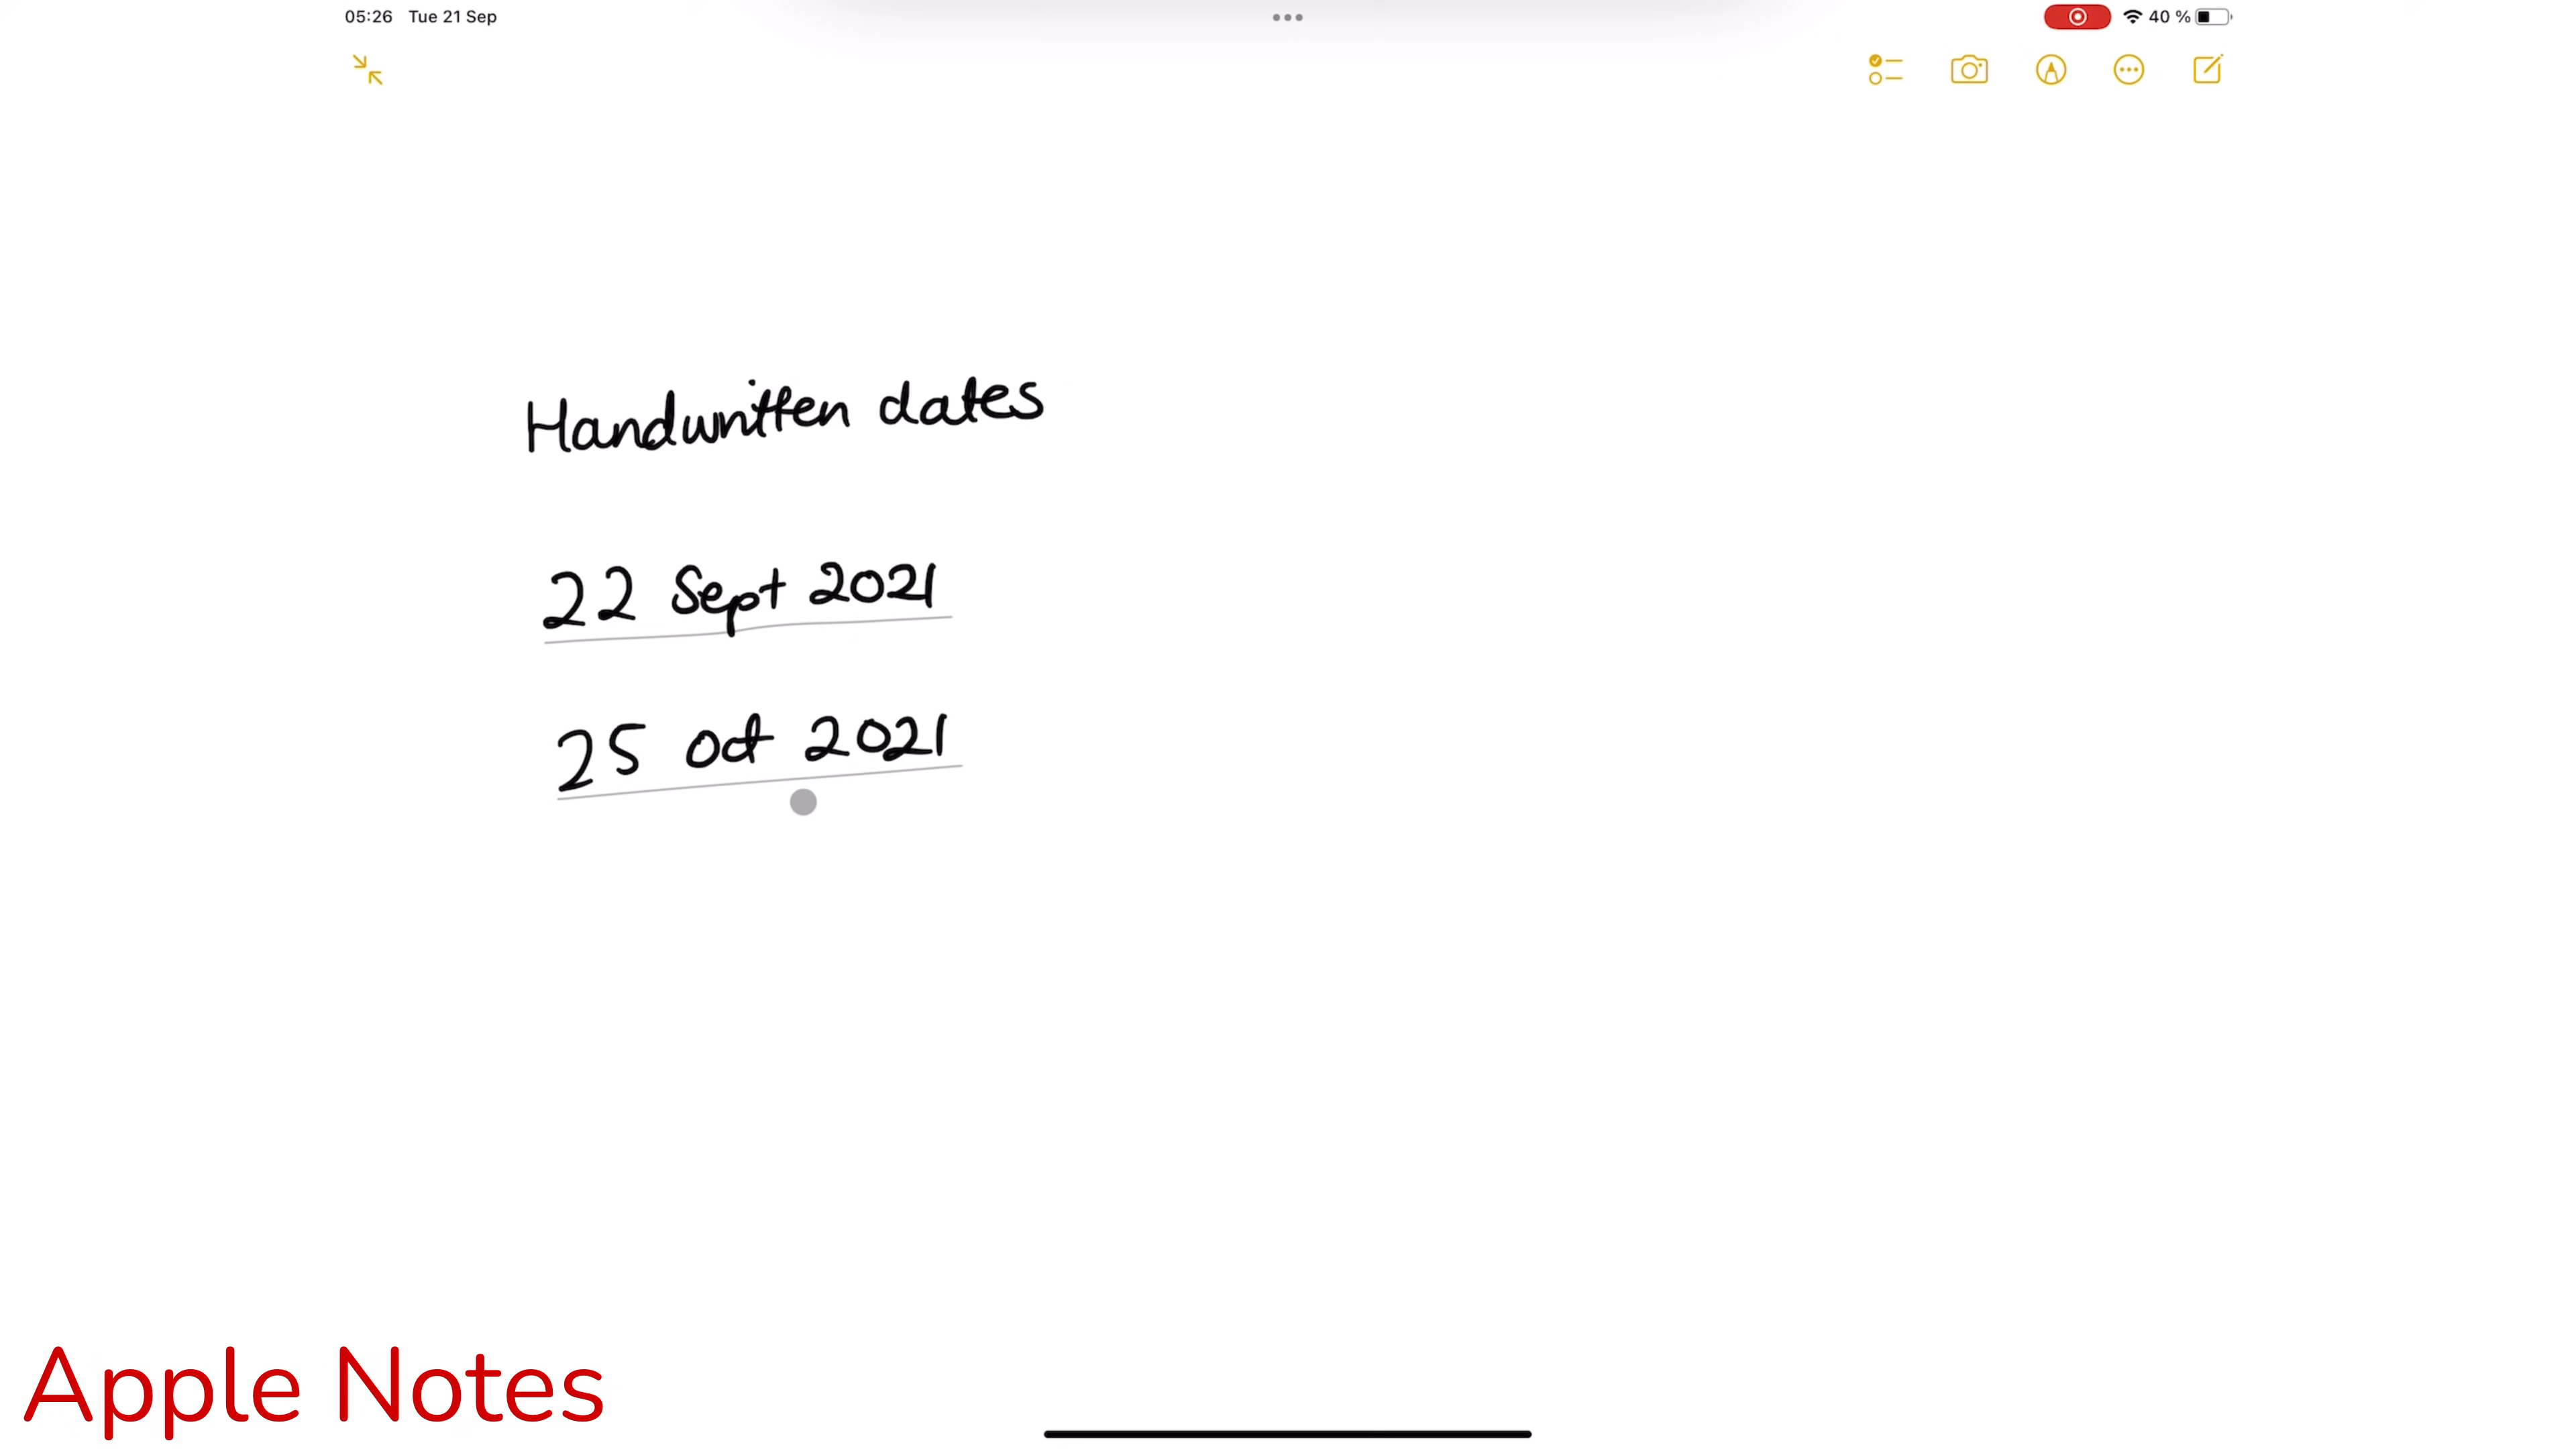 05:26 Tue 21 Sep 40 %
Handwritten dates
22 Sept 2021
25 Oct 2021
Apple Notes